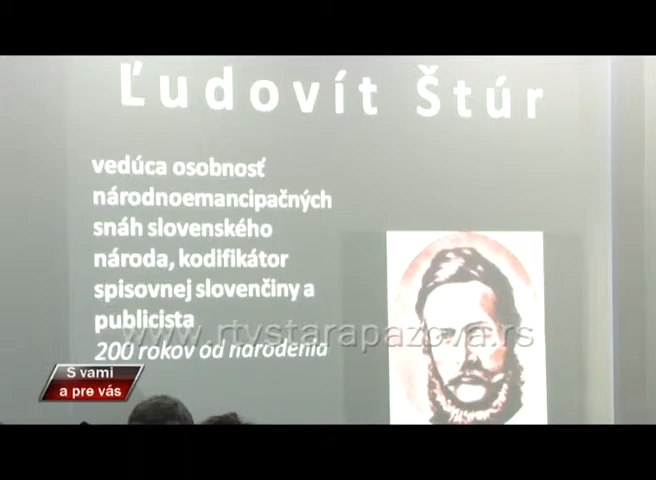 Ľudovít Štúr
vedúca osobnosť
národnoemancipačných
snáh slovenského
národa, kodifikátor
spisovnej slovenčiny a
publicista
www.rtvstarapazova.rs
200 rokov od narodenia
S vami
a pre vás